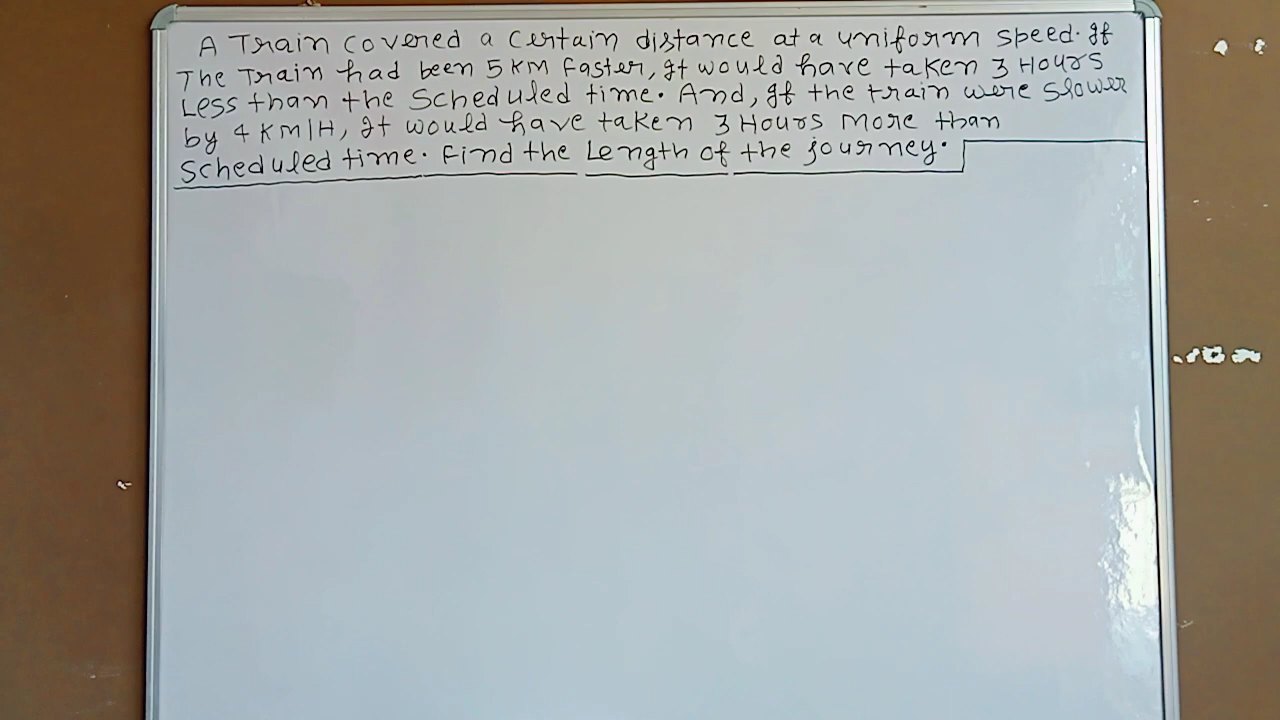 A Train covered a certain distance at a uniform speed. If
The Train had been 5 KM Faster, It would have taken 3 Hours
Less than the Scheduled time. And, If the train were slower
by 4 KM/H, It would have taken 3 Hours More than
Scheduled time. Find the Length of the journey.